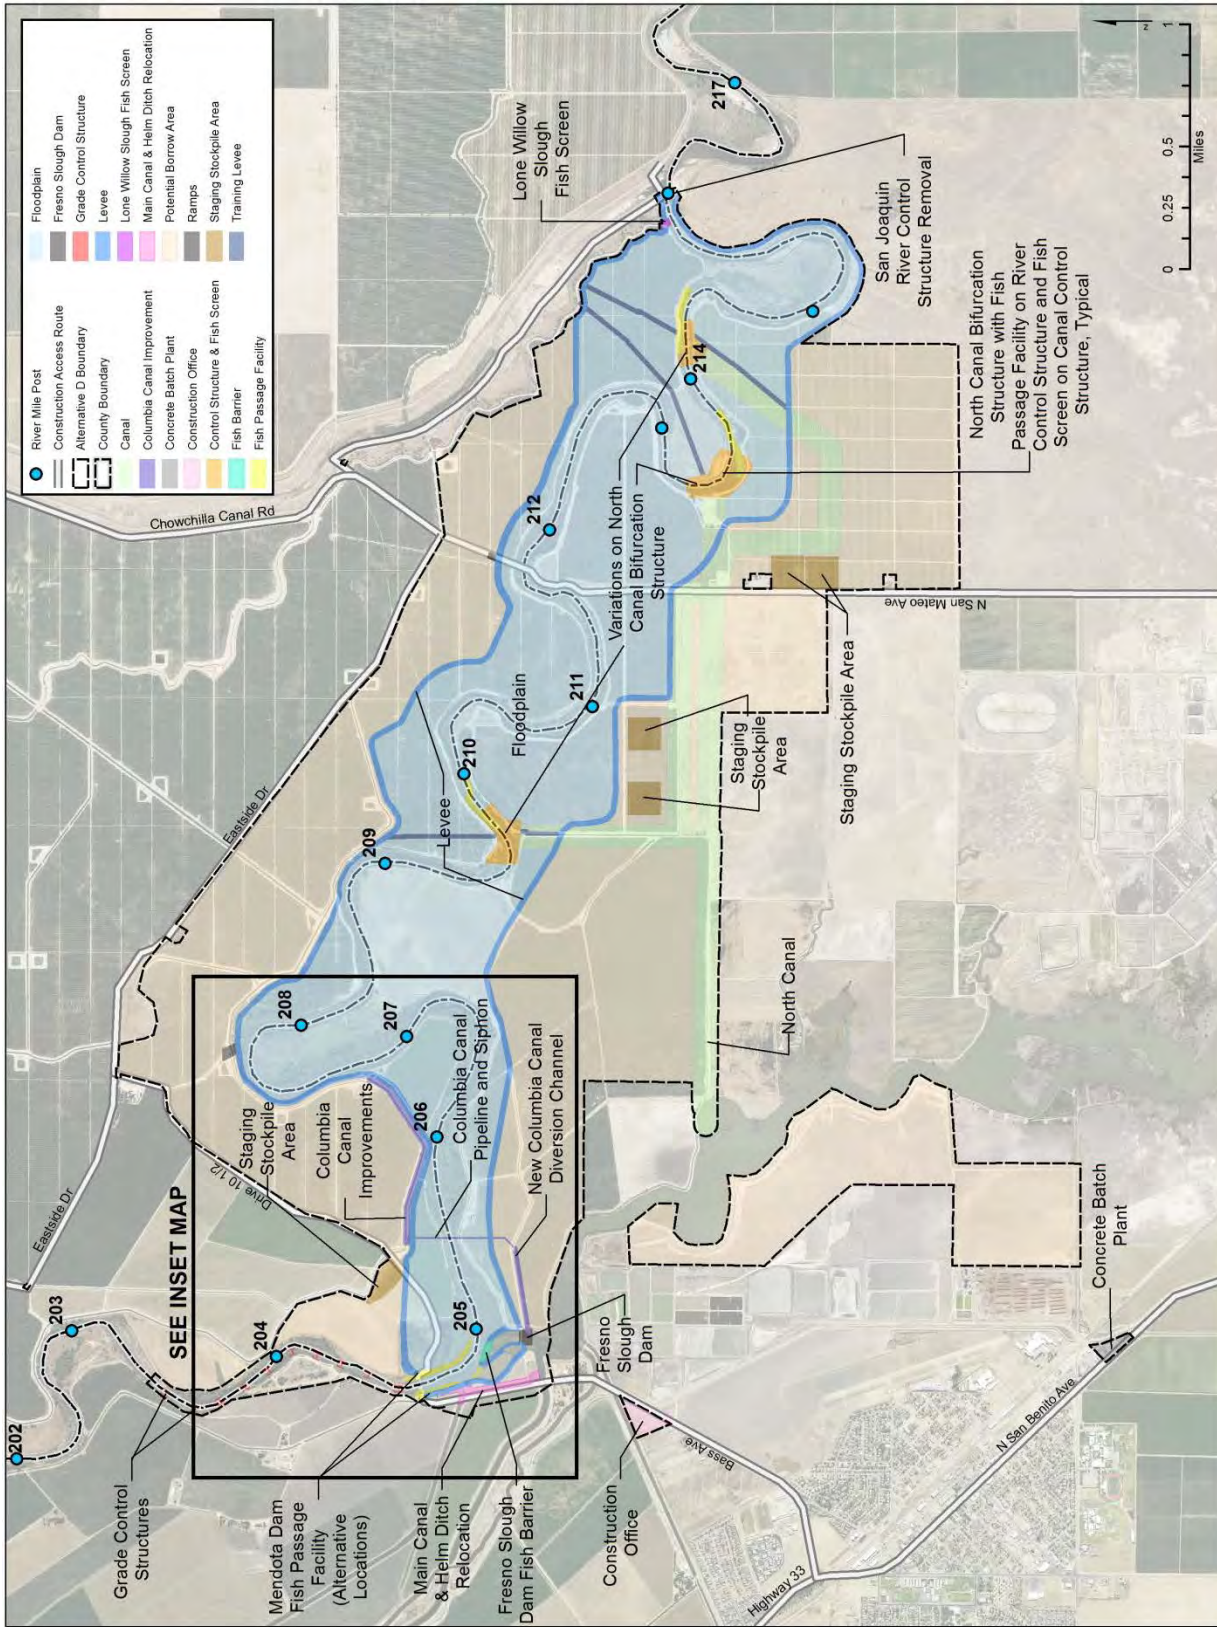 River Mile Post
Construction Access Route
Alternative D Boundary
County Boundary
Canal
Columbia Canal Improvement
Concrete Batch Plant
Construction Office
Control Structure & Fish Screen
Fish Barrier
Fish Passage Facility
Floodplain
Fresno Slough Dam
Grade Control Structure
Levee
Lone Willow Slough Fish Screen
Main Canal & Helm Ditch Relocation
Potential Borrow Area
Ramps
Staging Stockpile Area
Training Levee
SEE INSET MAP
202
203
204
205
206
207
208
209
210
211
212
214
217
Eastside Dr
Eastside Dr
Drive 10 1/2
Chowchilla Canal Rd
N San Mateo Ave
Bass Ave
N San Benito Ave
Highway 33
Grade Control
Structures
Mendota Dam
Fish Passage
Facility
(Alternative
Locations)
Main Canal
& Helm Ditch
Relocation
Fresno Slough
Dam Fish Barrier
Construction
Office
Fresno
Slough
Dam
Concrete Batch
Plant
Staging
Stockpile
Area
Columbia
Canal
Improvements
Columbia Canal
Pipeline and Siphon
New Columbia Canal
Diversion Channel
North Canal
Levee
Floodplain
Staging
Stockpile
Area
Staging Stockpile Area
Variations on North
Canal Bifurcation
Structure
North Canal Bifurcation
Structure with Fish
Passage Facility on River
Control Structure and Fish
Screen on Canal Control
Structure, Typical
San Joaquin
River Control
Structure Removal
Lone Willow
Slough
Fish Screen
z
0 0.25 0.5 1
Miles